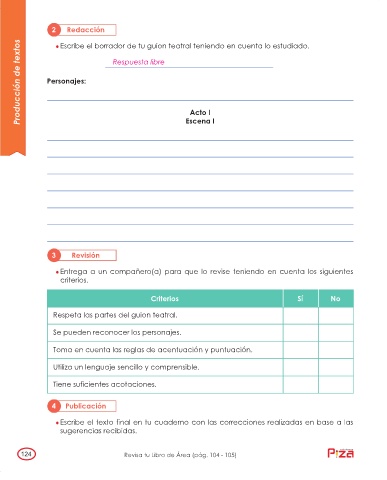 Producción de textos
2 Redacción
Escribe el borrador de tu guion teatral teniendo en cuenta lo estudiado.
Respuesta libre
Personajes:
Acto I
Escena I
3 Revisión
Entrega a un compañero(a) para que lo revise teniendo en cuenta los siguientes
criterios.
Criterios Sí No
Respeta las partes del guion teatral.
Se pueden reconocer los personajes.
Toma en cuenta las reglas de acentuación y puntuación.
Utiliza un lenguaje sencillo y comprensible.
Tiene suficientes acotaciones.
4 Publicación
Escribe el texto final en tu cuaderno con las correcciones realizadas en base a las
sugerencias recibidas.
124 Revisa tu Libro de Área (pág. 104 - 105)